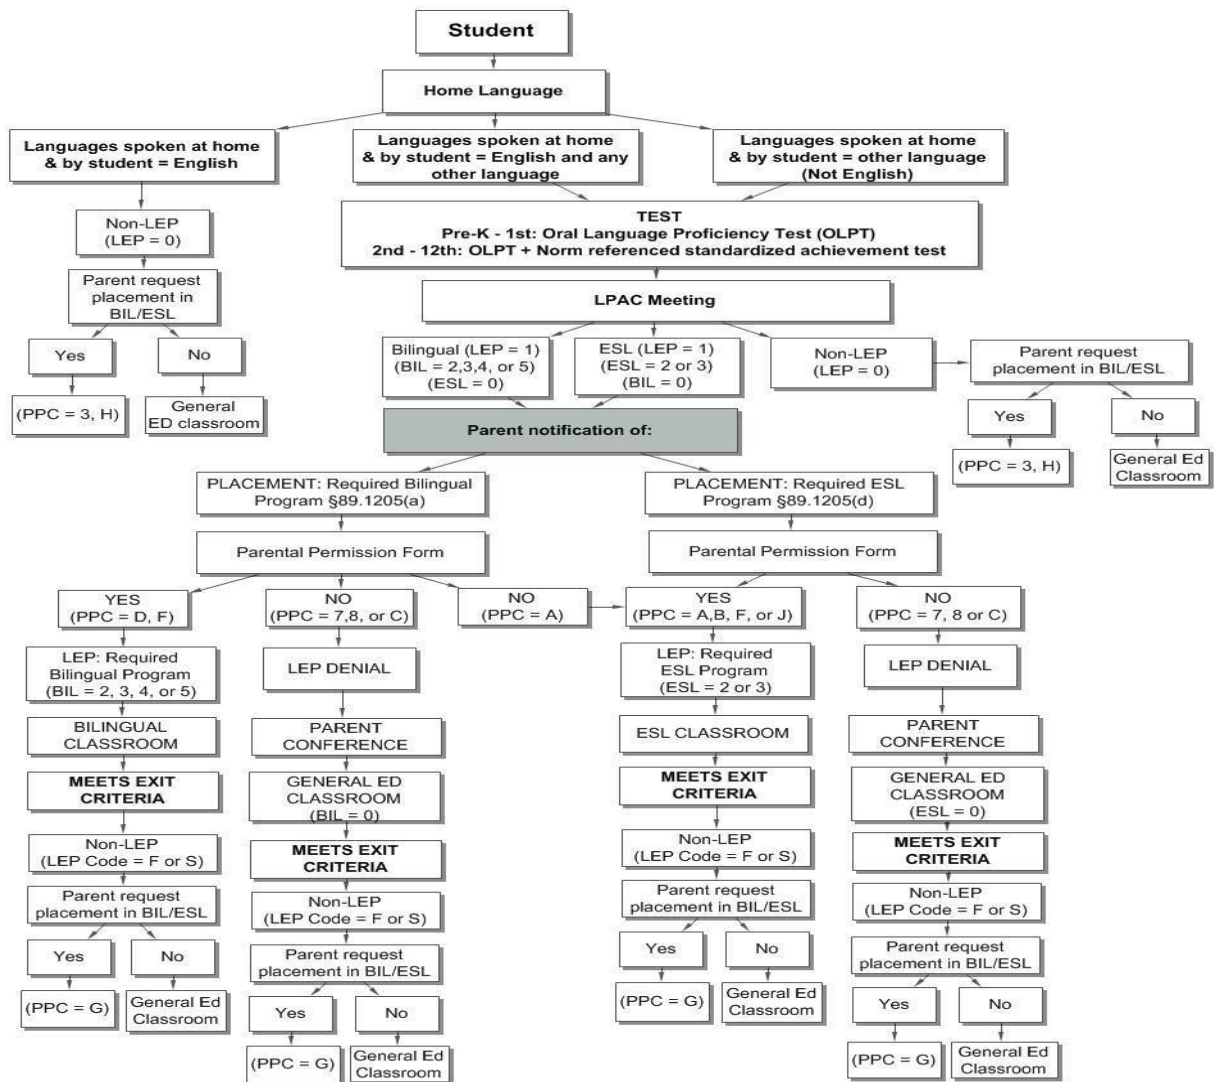 Student
Home Language
Languages spoken at home
& by student = English
Languages spoken at home
& by student = English and any
other language
Languages spoken at home
& by student = other language
(Not English)
Non-LEP
(LEP = 0)
Parent request
placement in
BIL/ESL
Yes
No
(PPC = 3, H)
General
ED classroom
TEST
Pre-K - 1st: Oral Language Proficiency Test (OLPT)
2nd - 12th: OLPT + Norm referenced standardized achievement test
LPAC Meeting
Bilingual (LEP = 1)
(BIL = 2,3,4, or 5)
(ESL = 0)
ESL (LEP = 1)
(ESL = 2 or 3)
(BIL = 0)
Non-LEP
(LEP = 0)
Parent request
placement in BIL/ESL
Yes
No
(PPC = 3, H)
General Ed
Classroom
Parent notification of:
PLACEMENT: Required Bilingual
Program §89.1205(a)
PLACEMENT: Required ESL
Program §89.1205(d)
Parental Permission Form
Parental Permission Form
YES
(PPC = D, F)
NO
(PPC = 7,8, or C)
NO
(PPC = A)
YES
(PPC = A,B, F, or J)
NO
(PPC = 7, 8 or C)
LEP: Required
Bilingual Program
(BIL = 2, 3, 4, or 5)
BILINGUAL
CLASSROOM
MEETS EXIT
CRITERIA
Non-LEP
(LEP Code = F or S)
Parent request
placement in BIL/ESL
Yes
No
(PPC = G)
General Ed
Classroom
LEP DENIAL
PARENT
CONFERENCE
GENERAL ED
CLASSROOM
(BIL = 0)
MEETS EXIT
CRITERIA
Non-LEP
(LEP Code = F or S)
Parent request
placement in BIL/ESL
Yes
No
(PPC = G)
General Ed
Classroom
LEP: Required
ESL Program
(ESL = 2 or 3)
ESL CLASSROOM
MEETS EXIT
CRITERIA
Non-LEP
(LEP Code = F or S)
Parent request
placement in BIL/ESL
Yes
No
(PPC = G)
General Ed
Classroom
LEP DENIAL
PARENT
CONFERENCE
GENERAL ED
CLASSROOM
(ESL = 0)
MEETS EXIT
CRITERIA
Non-LEP
(LEP Code = F or S)
Parent request
placement in BIL/ESL
Yes
No
(PPC = G)
General Ed
Classroom